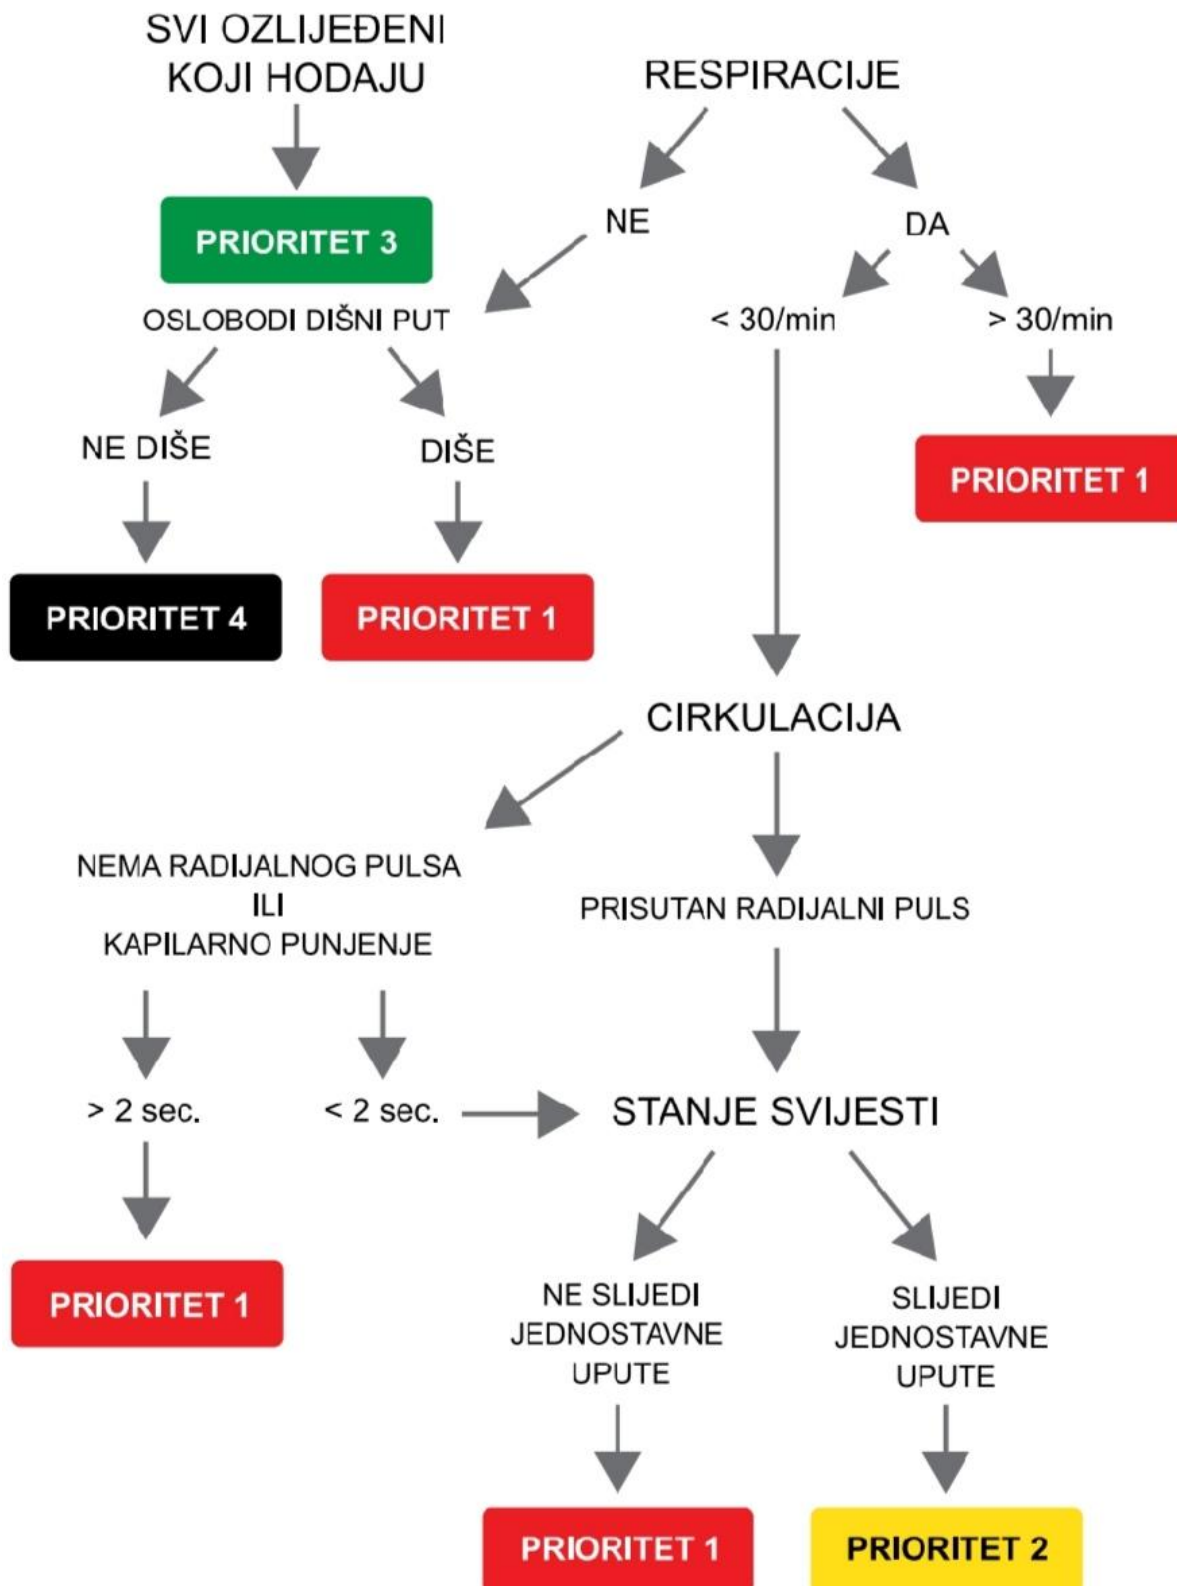 SVI OZLIJEĐENI
KOJI HODAJU
PRIORITET 3
RESPIRACIJE
NE
DA
OSLOBODI DIŠNI PUT
< 30/min
> 30/min
NE DIŠE
DIŠE
PRIORITET 1
PRIORITET 4
PRIORITET 1
CIRKULACIJA
NEMA RADIJALNOG PULSA
ILI
KAPILARNO PUNJENJE
PRISUTAN RADIJALNI PULS
> 2 sec.
< 2 sec.
STANJE SVIJESTI
PRIORITET 1
NE SLIJEDI
JEDNOSTAVNE
UPUTE
SLIJEDI
JEDNOSTAVNE
UPUTE
PRIORITET 1
PRIORITET 2